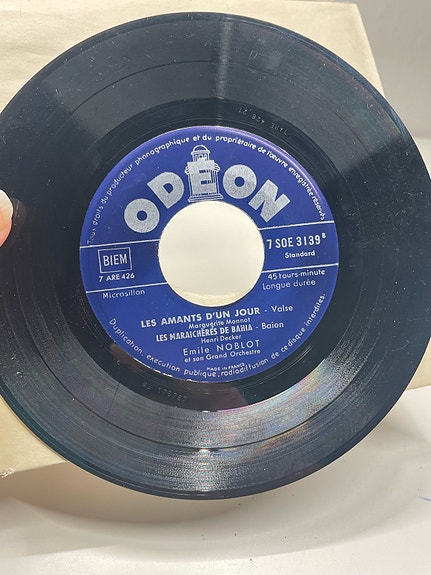 Tous droits du producteur phonographique et du propriétaire de l'œuvre enregistrée réservés
ODEON
BIEM
7 ARE 426
7 SOE 3139 B
Standard
Microsillon
45 tours-minute
Longue durée
LES AMANTS D'UN JOUR - Valse
Marguerite Monnot
LES MARAICHÈRES DE BAHIA - Baion
Henri Decker
Emile NOBLOT
et son Grand Orchestre
MADE IN FRANCE
Duplication, exécution publique, radiodiffusion de ce disque interdites.